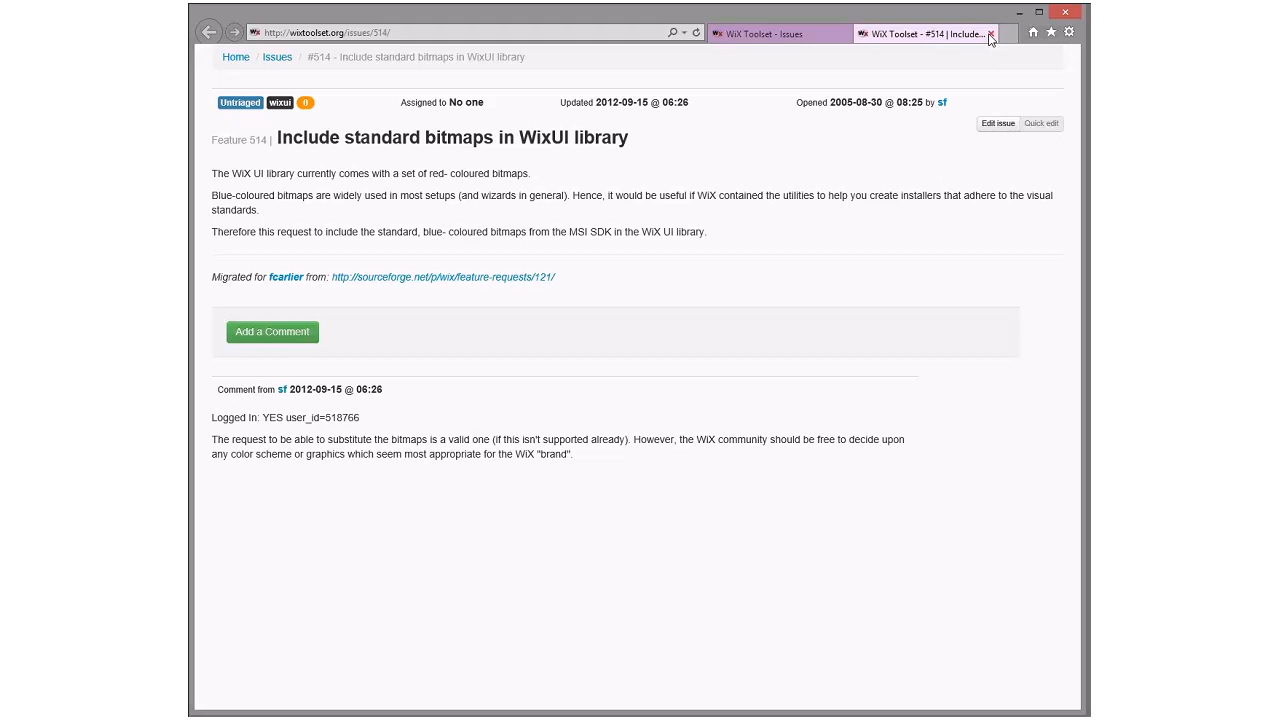 http://wixtoolset.org/issues/514/
WiX Toolset - Issues
WiX Toolset - #514 | Include...
Home / Issues / #514 - Include standard bitmaps in WixUI library
Untriaged wixui 0 Assigned to No one Updated 2012-09-15 @ 06:26 Opened 2005-08-30 @ 08:25 by sf
Edit issue Quick edit
Feature 514 | Include standard bitmaps in WixUI library
The WiX UI library currently comes with a set of red- coloured bitmaps.
Blue-coloured bitmaps are widely used in most setups (and wizards in general). Hence, it would be useful if WiX contained the utilities to help you create installers that adhere to the visual
standards.
Therefore this request to include the standard, blue- coloured bitmaps from the MSI SDK in the WiX UI library.
Migrated for fcarlier from: http://sourceforge.net/p/wix/feature-requests/121/
Add a Comment
Comment from sf 2012-09-15 @ 06:26
Logged In: YES user_id=518766
The request to be able to substitute the bitmaps is a valid one (if this isn't supported already). However, the WiX community should be free to decide upon
any color scheme or graphics which seem most appropriate for the WiX "brand".